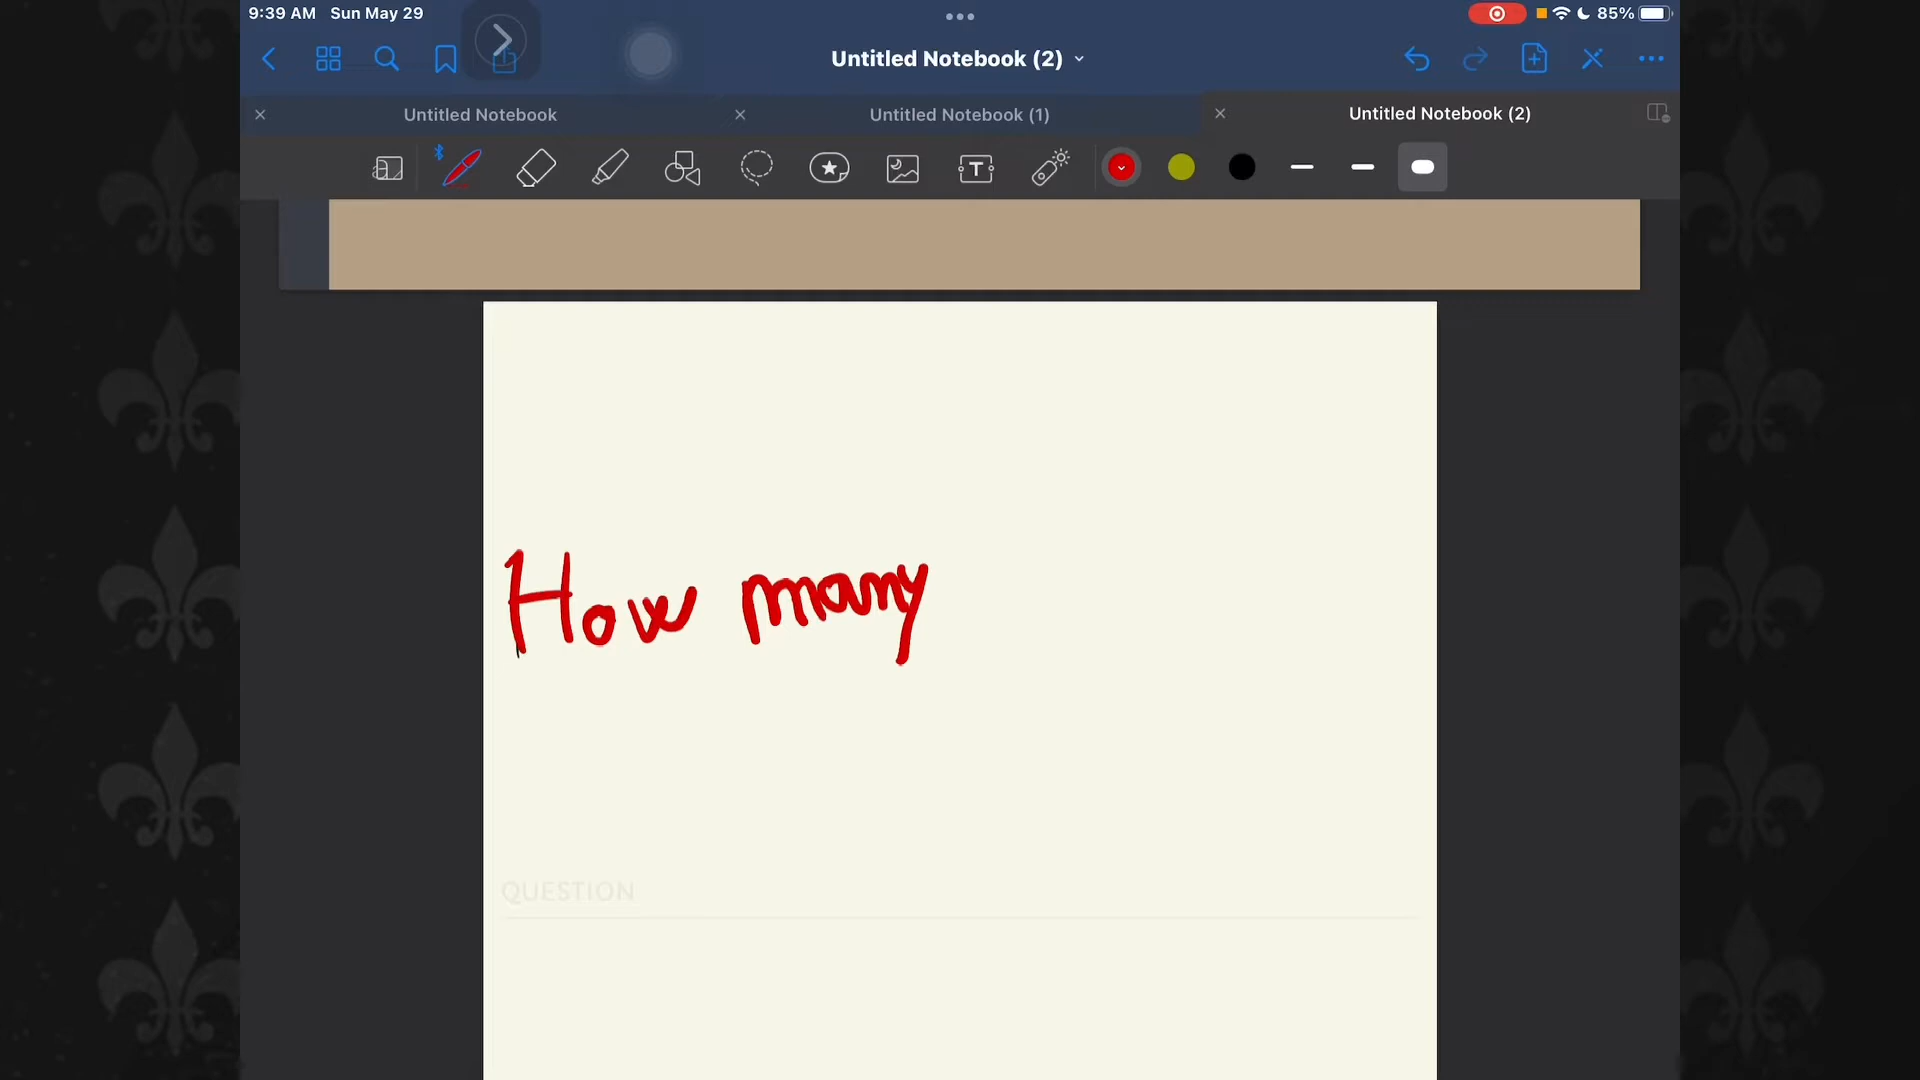 9:39 AM Sun May 29
85%
Untitled Notebook (2)
Untitled Notebook
Untitled Notebook (1)
Untitled Notebook (2)
How many
QUESTION